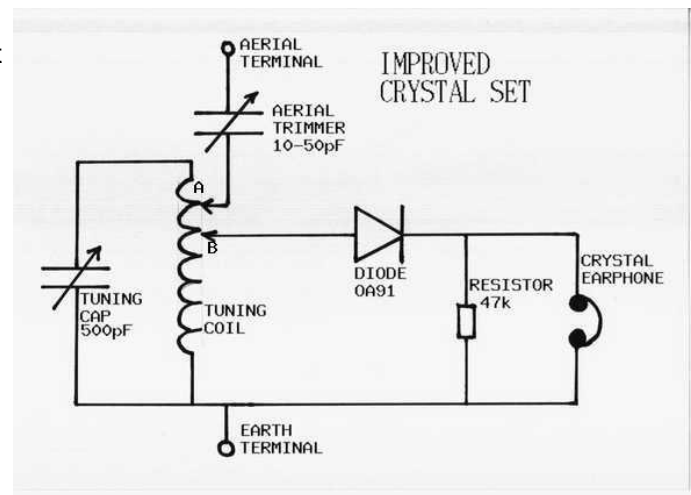 AERIAL
TERMINAL
IMPROVED
CRYSTAL SET
AERIAL
TRIMMER
10-50pF
A
B
DIODE
OA91
CRYSTAL
EARPHONE
RESISTOR
47k
TUNING
CAP
500pF
TUNING
COIL
EARTH
TERMINAL